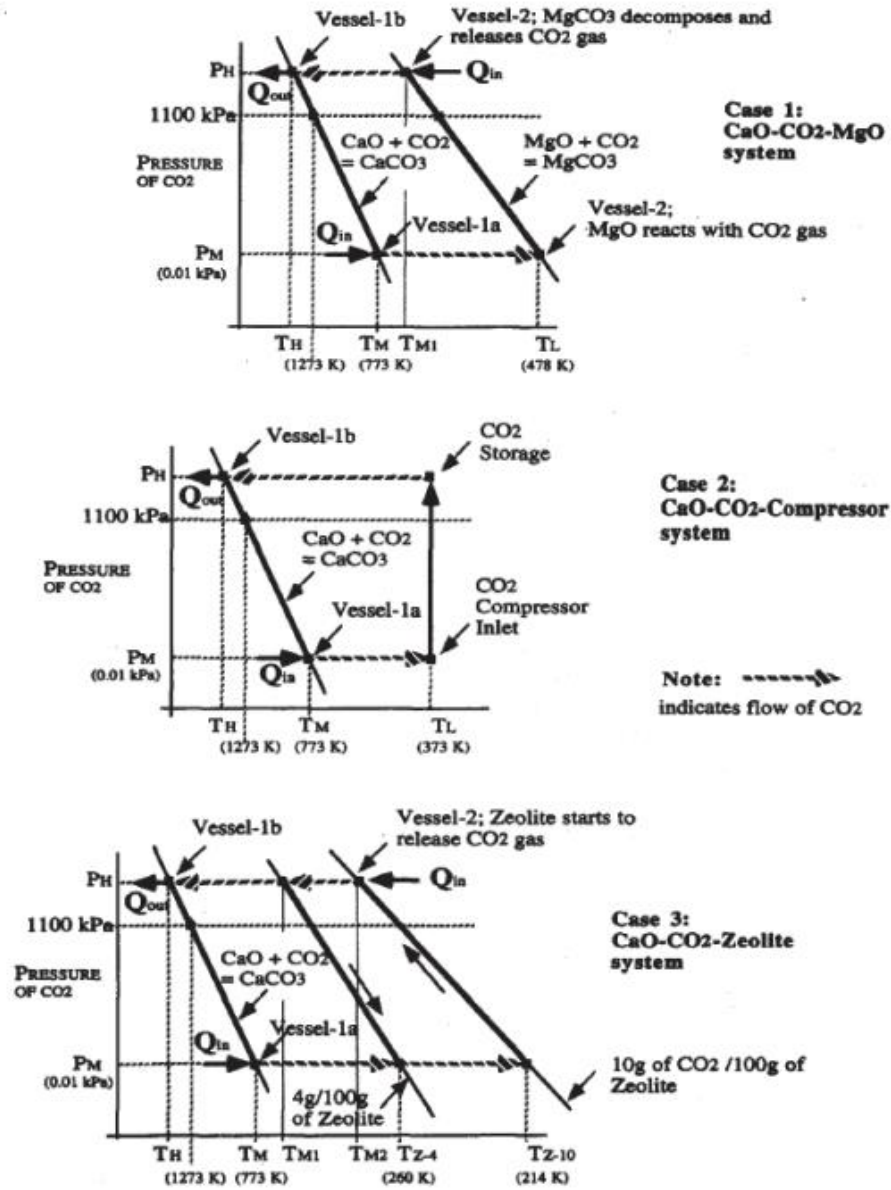 Vessel-1b
Vessel-2; MgCO3 decomposes and
releases CO2 gas
PH
Qin
Qout
1100 kPa
Case 1:
CaO-CO2-MgO
system
CaO + CO2
= CaCO3
MgO + CO2
= MgCO3
PRESSURE
OF CO2
Vessel-1a
Vessel-2;
MgO reacts with CO2 gas
Qin
PM
(0.01 kPa)
TH
TM
TM1
TL
(1273 K)
(773 K)
(478 K)
Vessel-1b
CO2
Storage
PH
Qout
1100 kPa
Case 2:
CaO-CO2-Compressor
system
CaO + CO2
= CaCO3
PRESSURE
OF CO2
Vessel-1a
CO2
Compressor
Inlet
PM
(0.01 kPa)
Qin
Note:
indicates flow of CO2
TH
TM
TL
(1273 K)
(773 K)
(373 K)
Vessel-1b
Vessel-2; Zeolite starts to
release CO2 gas
PH
Qin
Qout
1100 kPa
Case 3:
CaO-CO2-Zeolite
system
CaO + CO2
= CaCO3
PRESSURE
OF CO2
Vessel-1a
Qin
PM
(0.01 kPa)
4g/100g
of Zeolite
10g of CO2 /100g of
Zeolite
TH
TM
TM1
TM2
TZ-4
TZ-10
(1273 K)
(773 K)
(260 K)
(214 K)